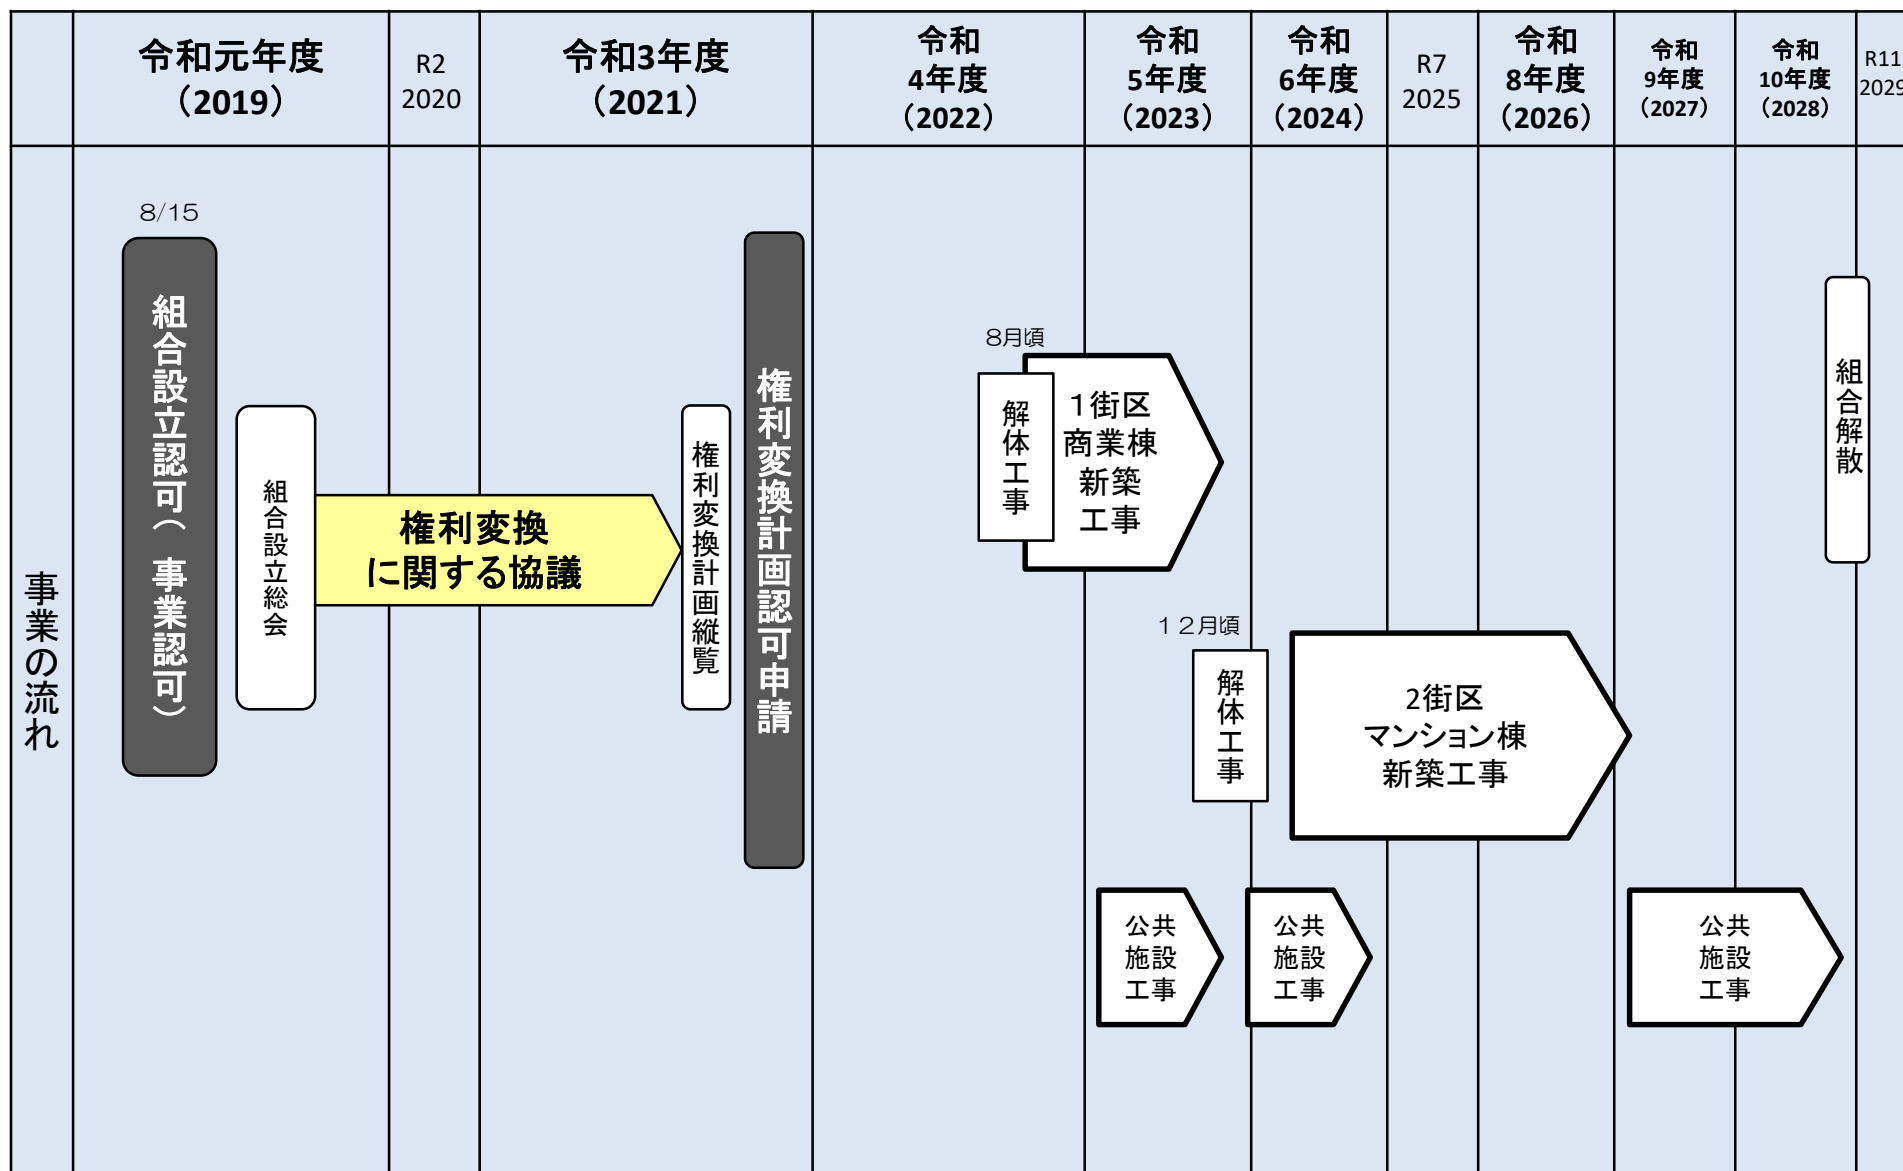 令和元年度
（2019）
R2
2020
令和3年度
（2021）
令和
4年度
（2022）
令和
5年度
（2023）
令和
6年度
（2024）
R7
2025
令和
8年度
（2026）
令和
9年度
（2027）
令和
10年度
（2028）
R11
2029
事業の流れ
8/15
組合設立認可（事業認可）
組合設立総会
権利変換
に関する協議
権利変換計画縦覧
権利変換計画認可申請
8月頃
解体工事
1街区
商業棟
新築
工事
12月頃
解体工事
2街区
マンション棟
新築工事
公共
施設
工事
公共
施設
工事
公共
施設
工事
組合解散